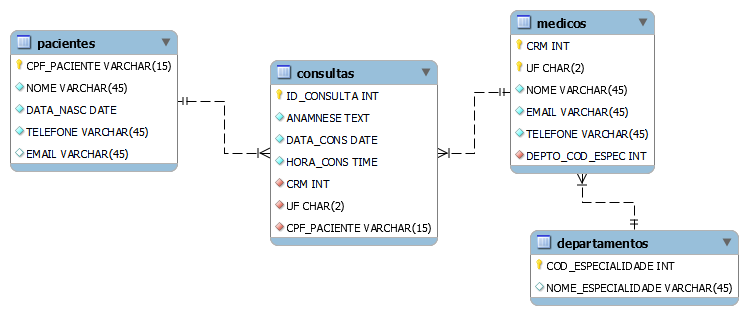 pacientes
CPF_PACIENTE VARCHAR(15)
NOME VARCHAR(45)
DATA_NASC DATE
TELEFONE VARCHAR(45)
EMAIL VARCHAR(45)
consultas
ID_CONSULTA INT
ANAMNESE TEXT
DATA_CONS DATE
HORA_CONS TIME
CRM INT
UF CHAR(2)
CPF_PACIENTE VARCHAR(15)
medicos
CRM INT
UF CHAR(2)
NOME VARCHAR(45)
EMAIL VARCHAR(45)
TELEFONE VARCHAR(45)
DEPTO_COD_ESPEC INT
departamentos
COD_ESPECIALIDADE INT
NOME_ESPECIALIDADE VARCHAR(45)